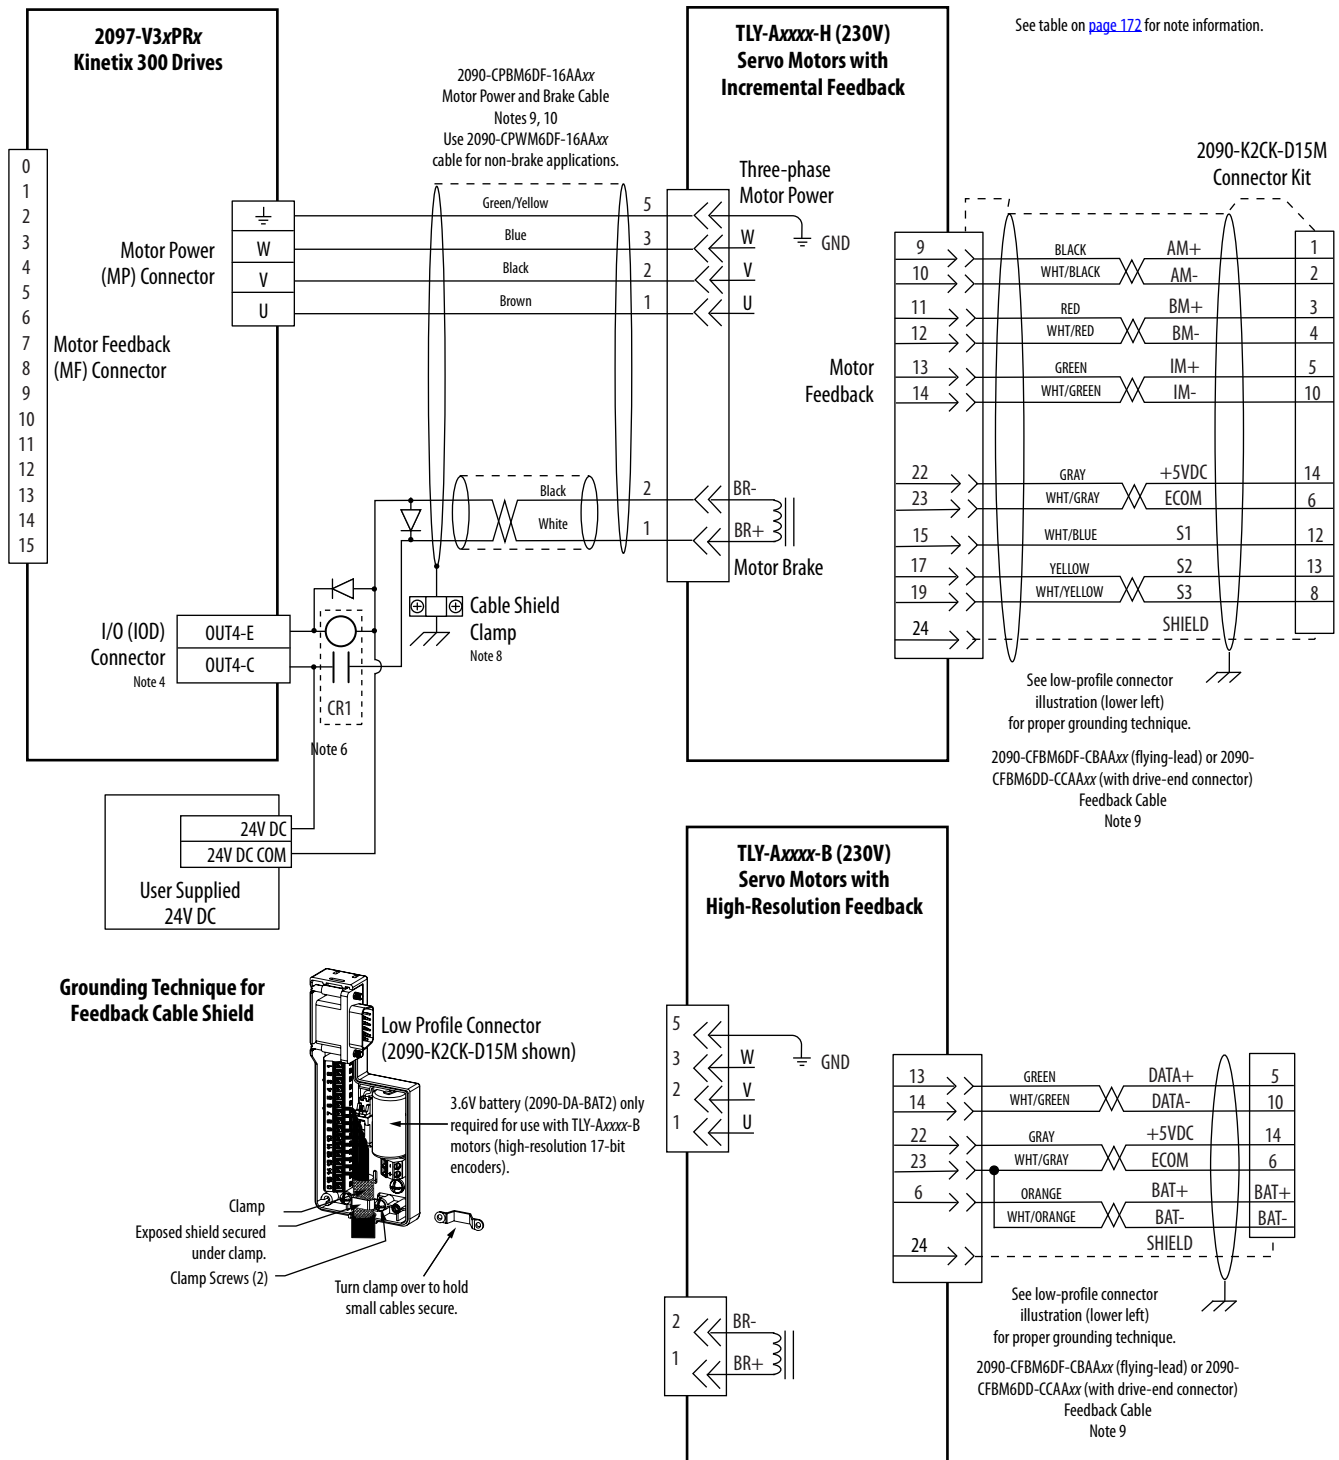 2097-V3xPRx
Kinetix 300 Drives
0
1
2
3
4
5
6
7
8
9
10
11
12
13
14
15
Motor Power
(MP) Connector
W
V
U
Motor Feedback
(MF) Connector
I/O (IOD)
Connector
Note 4
OUT4-E
OUT4-C
CR1
Note 6
24V DC
24V DC COM
User Supplied
24V DC
2090-CPBM6DF-16AAxx
Motor Power and Brake Cable
Notes 9, 10
Use 2090-CPWM6DF-16AAxx
cable for non-brake applications.
Green/Yellow 5
Blue 3
Black 2
Brown 1
Black 2
White 1
Cable Shield
Clamp
Note 8
TLY-Axxxx-H (230V)
Servo Motors with
Incremental Feedback
Three-phase
Motor Power
GND
W
V
U
BR-
BR+
Motor Brake
Motor
Feedback
See table on page 172 for note information.
2090-K2CK-D15M
Connector Kit
9 BLACK AM+ 1
10 WHT/BLACK AM- 2
11 RED BM+ 3
12 WHT/RED BM- 4
13 GREEN IM+ 5
14 WHT/GREEN IM- 10
22 GRAY +5VDC 14
23 WHT/GRAY ECOM 6
15 WHT/BLUE S1 12
17 YELLOW S2 13
19 WHT/YELLOW S3 8
24 SHIELD
See low-profile connector
illustration (lower left)
for proper grounding technique.
2090-CFBM6DF-CBAAxx (flying-lead) or 2090-
CFBM6DD-CCAAxx (with drive-end connector)
Feedback Cable
Note 9
TLY-Axxxx-B (230V)
Servo Motors with
High-Resolution Feedback
5
3 W
2 V
1 U
GND
2 BR-
1 BR+
13 GREEN DATA+ 5
14 WHT/GREEN DATA- 10
22 GRAY +5VDC 14
23 WHT/GRAY ECOM 6
6 ORANGE BAT+ BAT+
WHT/ORANGE BAT- BAT-
24 SHIELD
See low-profile connector
illustration (lower left)
for proper grounding technique.
2090-CFBM6DF-CBAAxx (flying-lead) or 2090-
CFBM6DD-CCAAxx (with drive-end connector)
Feedback Cable
Note 9
Grounding Technique for
Feedback Cable Shield
Low Profile Connector
(2090-K2CK-D15M shown)
3.6V battery (2090-DA-BAT2) only
required for use with TLY-Axxxx-B
motors (high-resolution 17-bit
encoders).
Clamp
Exposed shield secured
under clamp.
Clamp Screws (2)
Turn clamp over to hold
small cables secure.